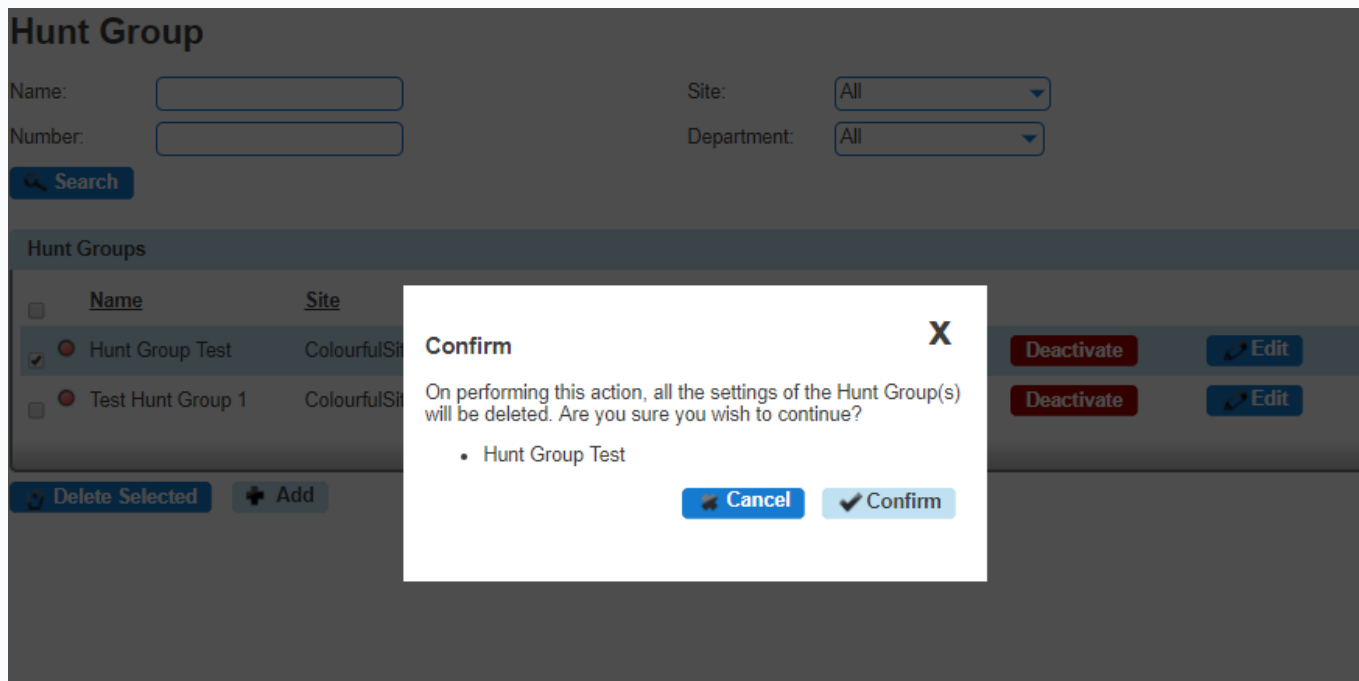 Hunt Group
Name: Site: All
Number: Department: All
Search
Hunt Groups
Name Site
Hunt Group Test ColourfulSit Deactivate Edit
Test Hunt Group 1 ColourfulSit Deactivate Edit
Delete Selected Add
Confirm X
On performing this action, all the settings of the Hunt Group(s)
will be deleted. Are you sure you wish to continue?
• Hunt Group Test
Cancel Confirm